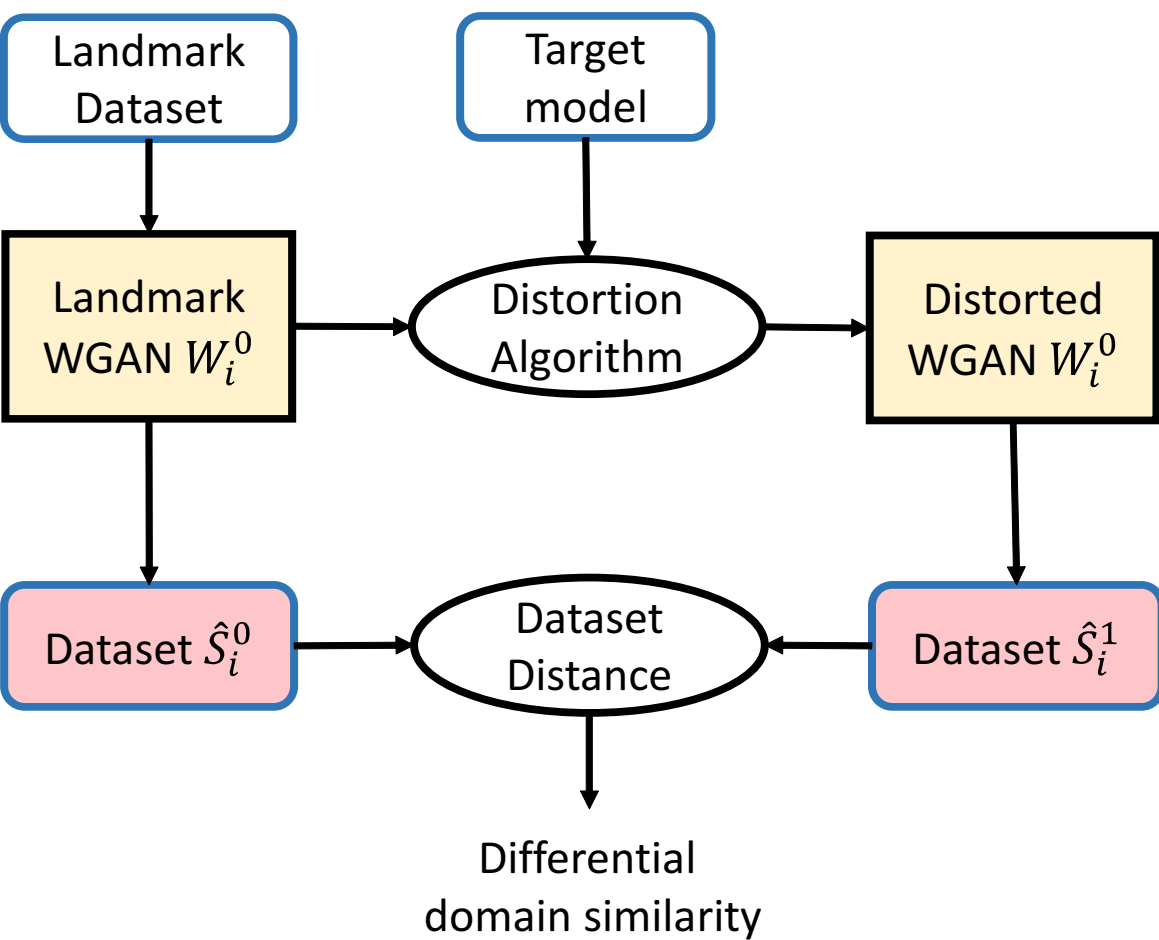 Landmark
Dataset
Target
model
Landmark
WGAN $W_i^0$
Distortion
Algorithm
Distorted
WGAN $W_i^0$
Dataset $\hat{S}_i^0$
Dataset
Distance
Dataset $\hat{S}_i^1$
Differential
domain similarity